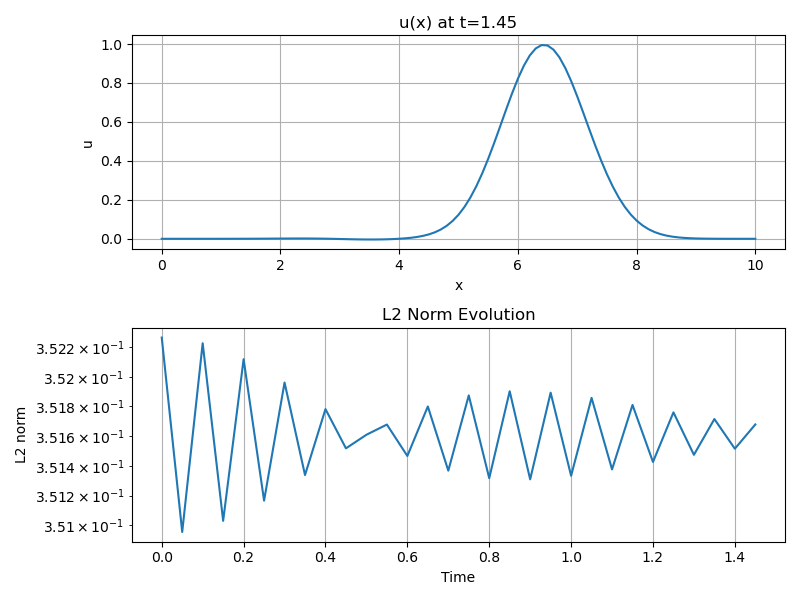 u(x) at t=1.45
u
1.0
0.8
0.6
0.4
0.2
0.0
0 2 4 6 8 10
x
L2 Norm Evolution
L2 norm
3.522 × 10⁻¹
3.52 × 10⁻¹
3.518 × 10⁻¹
3.516 × 10⁻¹
3.514 × 10⁻¹
3.512 × 10⁻¹
3.51 × 10⁻¹
0.0 0.2 0.4 0.6 0.8 1.0 1.2 1.4
Time